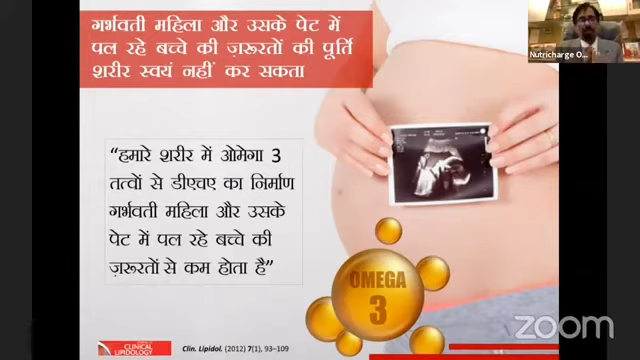 गर्भवती महिला और उसके पेट में
पल रहे बच्चे की ज़रूरतों की पूर्ति
शरीर स्वयं नहीं कर सकता
Nutricharge O...
“हमारे शरीर में ओमेगा 3
तत्वों से डीएचए का निर्माण
गर्भवती महिला और उसके
पेट में पल रहे बच्चे की
ज़रूरतों से कम होता है”
OMEGA
3
CLINICAL
LIPIDOLOGY
Clin. Lipidol. (2012) 7(1), 93–109
zoom